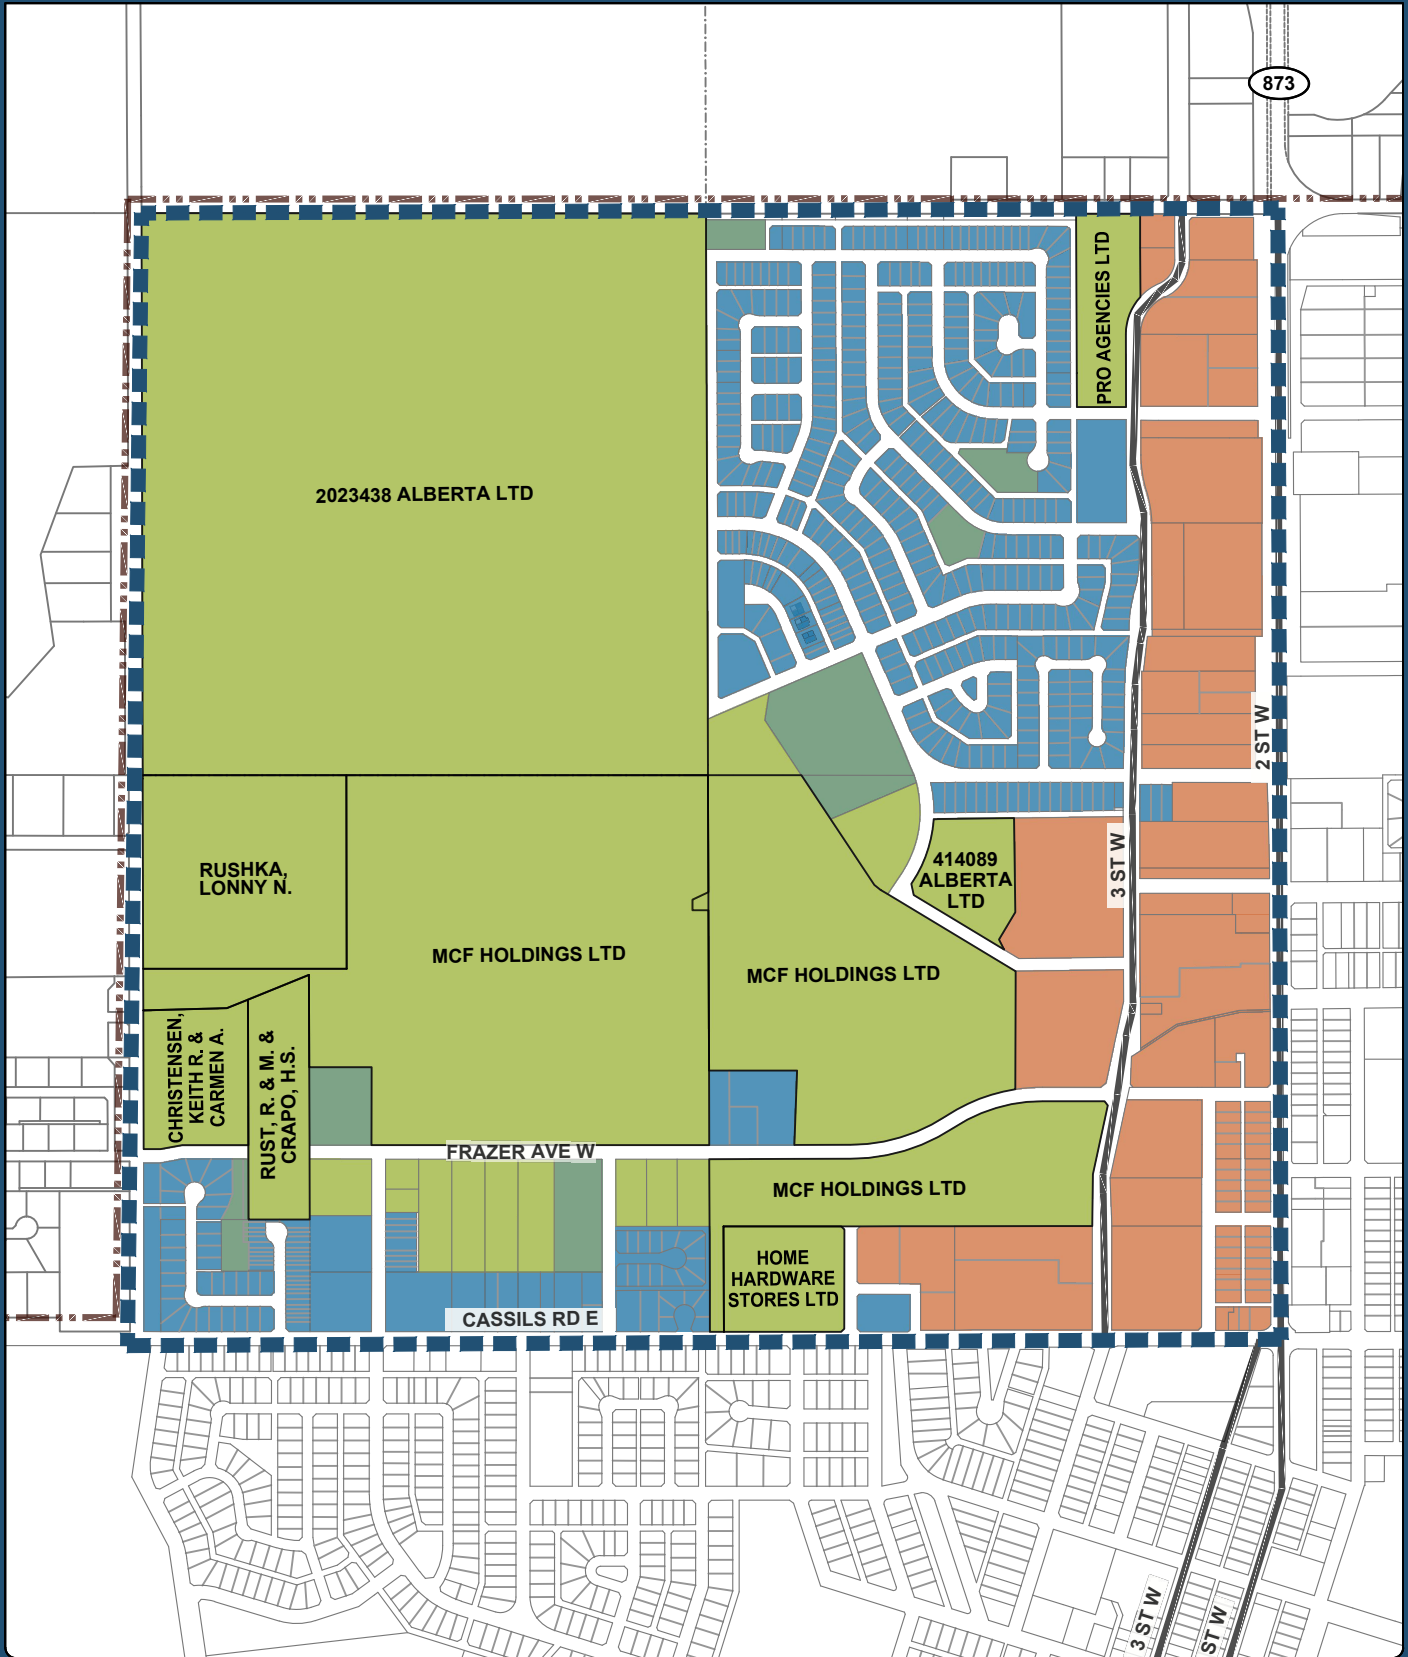 873
PRO AGENCIES LTD
2023438 ALBERTA LTD
2 ST W
3 ST W
RUSHKA,
LONNY N.
414089
ALBERTA
LTD
MCF HOLDINGS LTD
MCF HOLDINGS LTD
CHRISTENSEN,
KEITH R. &
CARMEN A.
RUST, R. & M. &
CRAPO, H.S.
FRAZER AVE W
MCF HOLDINGS LTD
HOME
HARDWARE
STORES LTD
CASSILS RD E
3 ST W
ST W